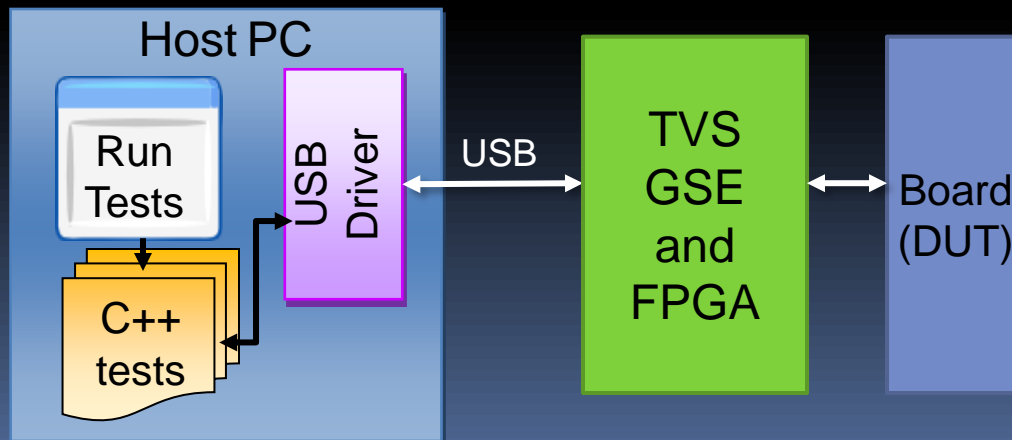 Host PC
Run
Tests
C++
tests
USB
Driver
USB
TVS
GSE
and
FPGA
Board
(DUT)